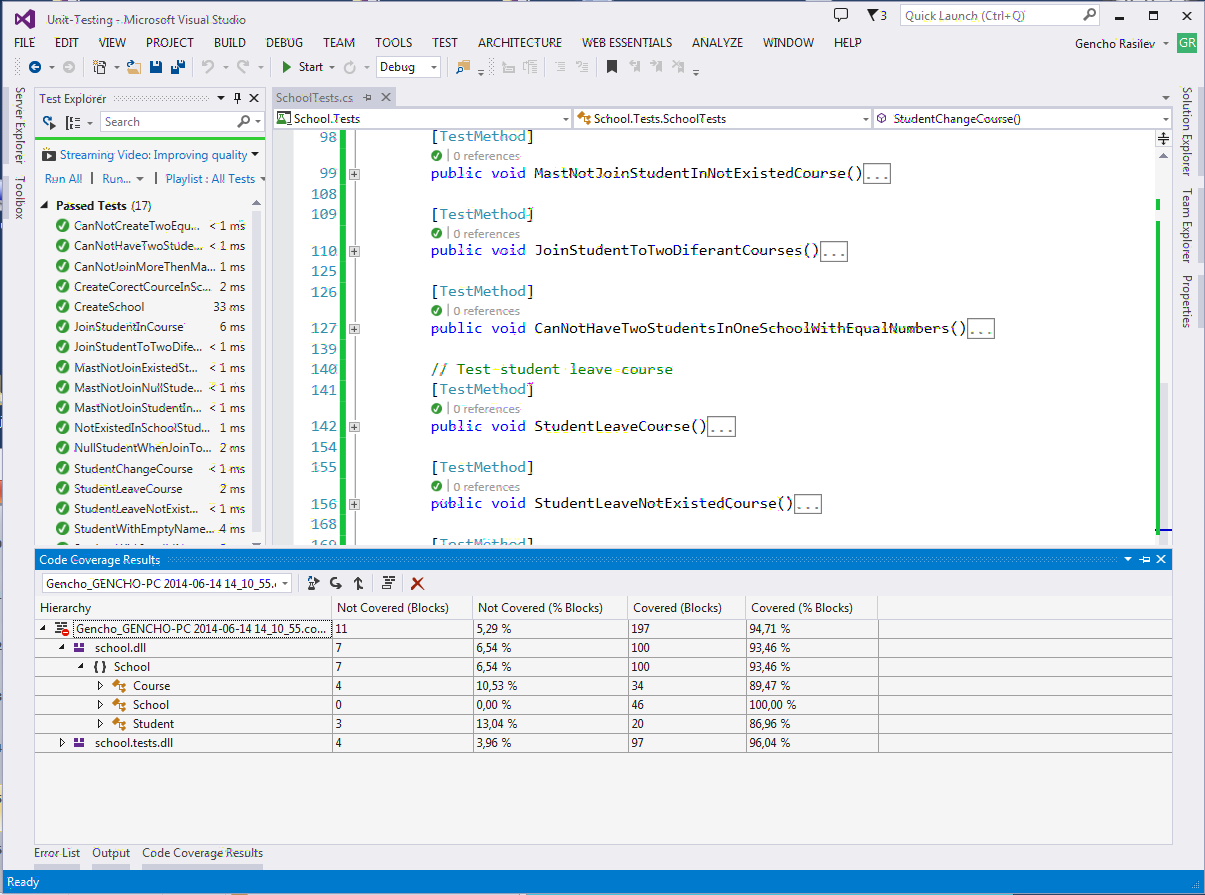 Unit-Testing - Microsoft Visual Studio
3
Quick Launch (Ctrl+Q)
FILE EDIT VIEW PROJECT BUILD DEBUG TEAM TOOLS TEST ARCHITECTURE WEB ESSENTIALS ANALYZE WINDOW HELP
Gencho Rasilev GR
Start Debug
Server Explorer
Toolbox
Test Explorer
Search
Streaming Video: Improving quality
Run All | Run... Playlist : All Tests
Passed Tests (17)
CanNotCreateTwoEqu... < 1 ms
CanNotHaveTwoStude... < 1 ms
CanNotJoinMoreThenMa... 1 ms
CreateCorectCourceInSc... 2 ms
CreateSchool 33 ms
JoinStudentInCourse 6 ms
JoinStudentToTwoDife... < 1 ms
MastNotJoinExistedSt... < 1 ms
MastNotJoinNullStude... < 1 ms
MastNotJoinStudentIn... < 1 ms
NotExistedInSchoolStud... 1 ms
NullStudentWhenJoinTo... 2 ms
StudentChangeCourse < 1 ms
StudentLeaveCourse 2 ms
StudentLeaveNotExist... < 1 ms
StudentWithEmptyName... 4 ms
SchoolTests.cs
School.Tests School.Tests.SchoolTests StudentChangeCourse()
98 [TestMethod]
| 0 references
99 public void MastNotJoinStudentInNotExistedCourse()...
108
109 [TestMethod]
| 0 references
110 public void JoinStudentToTwoDiferantCourses()...
125
126 [TestMethod]
| 0 references
127 public void CanNotHaveTwoStudentsInOneSchoolWithEqualNumbers()...
139
140 // Test student leave course
141 [TestMethod]
| 0 references
142 public void StudentLeaveCourse()...
154
155 [TestMethod]
| 0 references
156 public void StudentLeaveNotExistedCourse()...
168
169 [TestMethod]
Solution Explorer
Team Explorer
Properties
Code Coverage Results
Gencho_GENCHO-PC 2014-06-14 14_10_55.
Hierarchy Not Covered (Blocks) Not Covered (% Blocks) Covered (Blocks) Covered (% Blocks)
Gencho_GENCHO-PC 2014-06-14 14_10_55.co... 11 5,29 % 197 94,71 %
school.dll 7 6,54 % 100 93,46 %
{ } School 7 6,54 % 100 93,46 %
Course 4 10,53 % 34 89,47 %
School 0 0,00 % 46 100,00 %
Student 3 13,04 % 20 86,96 %
school.tests.dll 4 3,96 % 97 96,04 %
Error List Output Code Coverage Results
Ready